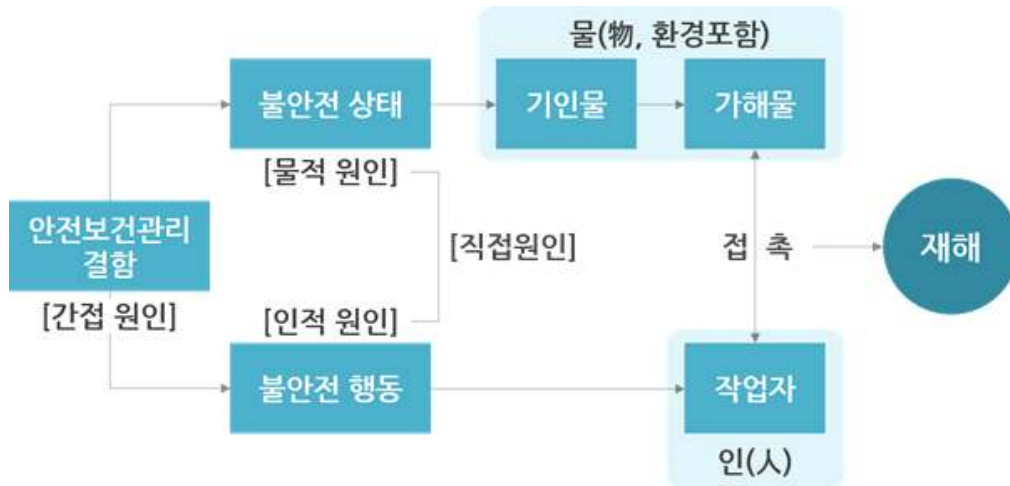 물(物, 환경포함)
불안전 상태
기인물
가해물
[물적 원인]
안전보건관리
결함
[간접 원인]
[직접원인]
접 촉
재해
[인적 원인]
불안전 행동
작업자
인(人)